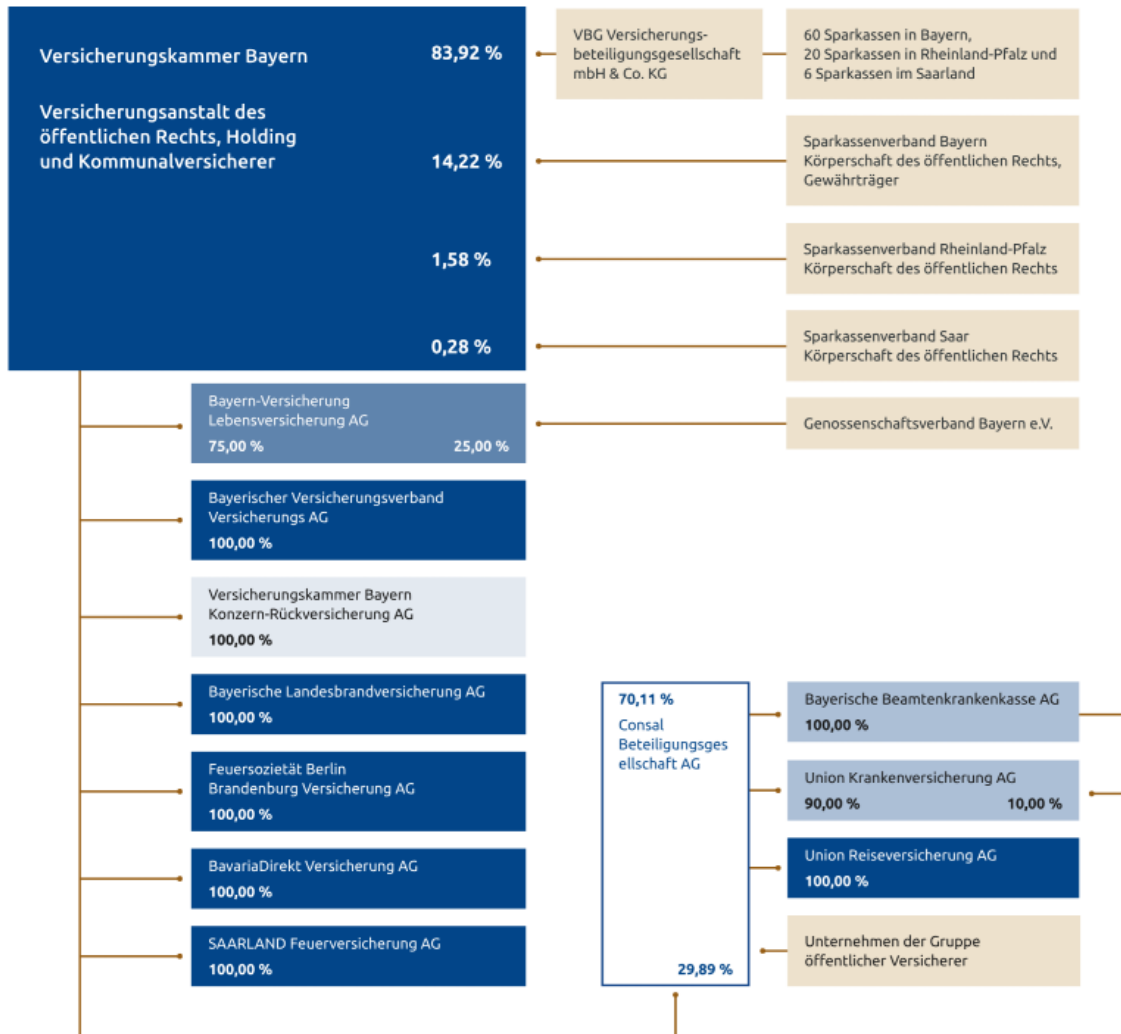 Versicherungskammer Bayern 83,92 %
Versicherungsanstalt des
öffentlichen Rechts, Holding
und Kommunalversicherer
14,22 %
1,58 %
0,28 %
VBG Versicherungs-
beteiligungsgesellschaft
mbH & Co. KG
60 Sparkassen in Bayern,
20 Sparkassen in Rheinland-Pfalz und
6 Sparkassen im Saarland
Sparkassenverband Bayern
Körperschaft des öffentlichen Rechts,
Gewährträger
Sparkassenverband Rheinland-Pfalz
Körperschaft des öffentlichen Rechts
Sparkassenverband Saar
Körperschaft des öffentlichen Rechts
Bayern-Versicherung
Lebensversicherung AG
75,00 % 25,00 %
Genossenschaftsverband Bayern e.V.
Bayerischer Versicherungsverband
Versicherungs AG
100,00 %
Versicherungskammer Bayern
Konzern-Rückversicherung AG
100,00 %
Bayerische Landesbrandversicherung AG
100,00 %
Feuersozietät Berlin
Brandenburg Versicherung AG
100,00 %
BavariaDirekt Versicherung AG
100,00 %
SAARLAND Feuerversicherung AG
100,00 %
70,11 %
Consal
Beteiligungsges
ellschaft AG
29,89 %
Bayerische Beamtenkrankenkasse AG
100,00 %
Union Krankenversicherung AG
90,00 % 10,00 %
Union Reiseversicherung AG
100,00 %
Unternehmen der Gruppe
öffentlicher Versicherer